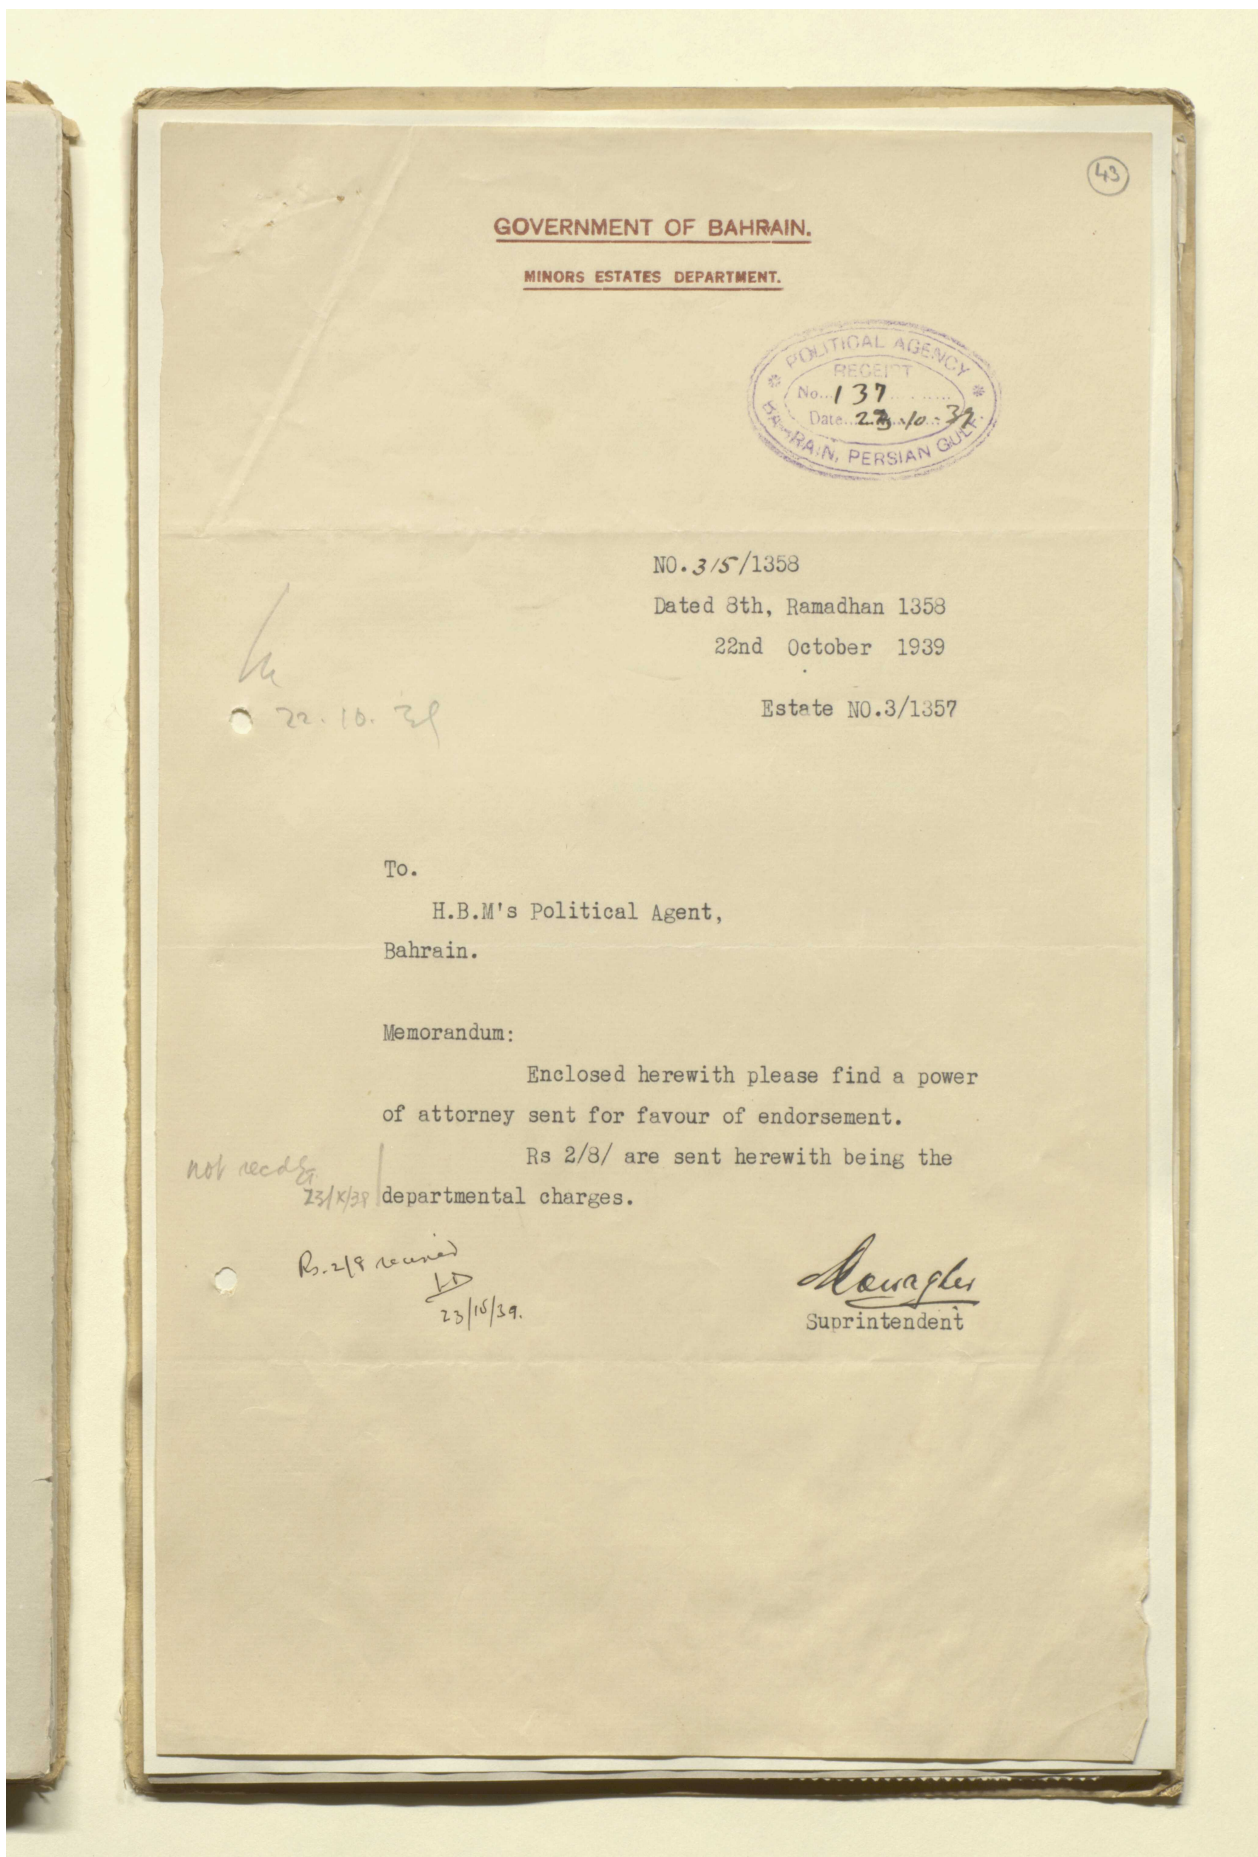 43
GOVERNMENT OF BAHRAIN.
MINORS ESTATES DEPARTMENT.
POLITICAL AGENCY
RECEIPT
No. 137
Date 23.10.39
BAHRAIN, PERSIAN GULF.
NO.315/1358
Dated 8th, Ramadhan 1358
22nd October 1939
22.10.39
Estate NO.3/1357
To.
H.B.M's Political Agent,
Bahrain.
Memorandum:
Enclosed herewith please find a power
of attorney sent for favour of endorsement.
Rs 2/8/ are sent herewith being the
not recd
23/X/39
departmental charges.
Rs. 2/8 received
23/10/39.
Suprintendent